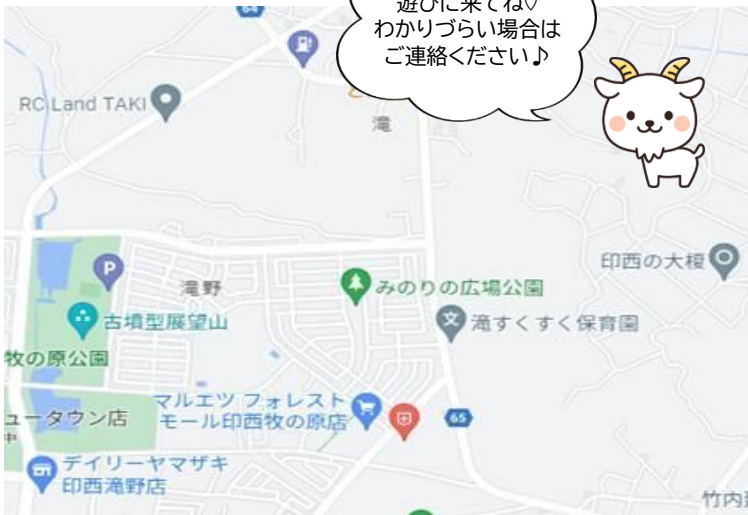 遊びに来てね♡
わかりづらい場合は
ご連絡ください♪
64
RC Land TAKI
滝
印西の大榎
P
滝野
みのりの広場公園
古墳型展望山
滝すくすく保育園
文
牧の原公園
マルエツ フォレスト
モール印西牧の原店
65
ュータウン店
中
デイリーヤマザキ
印西滝野店
竹内